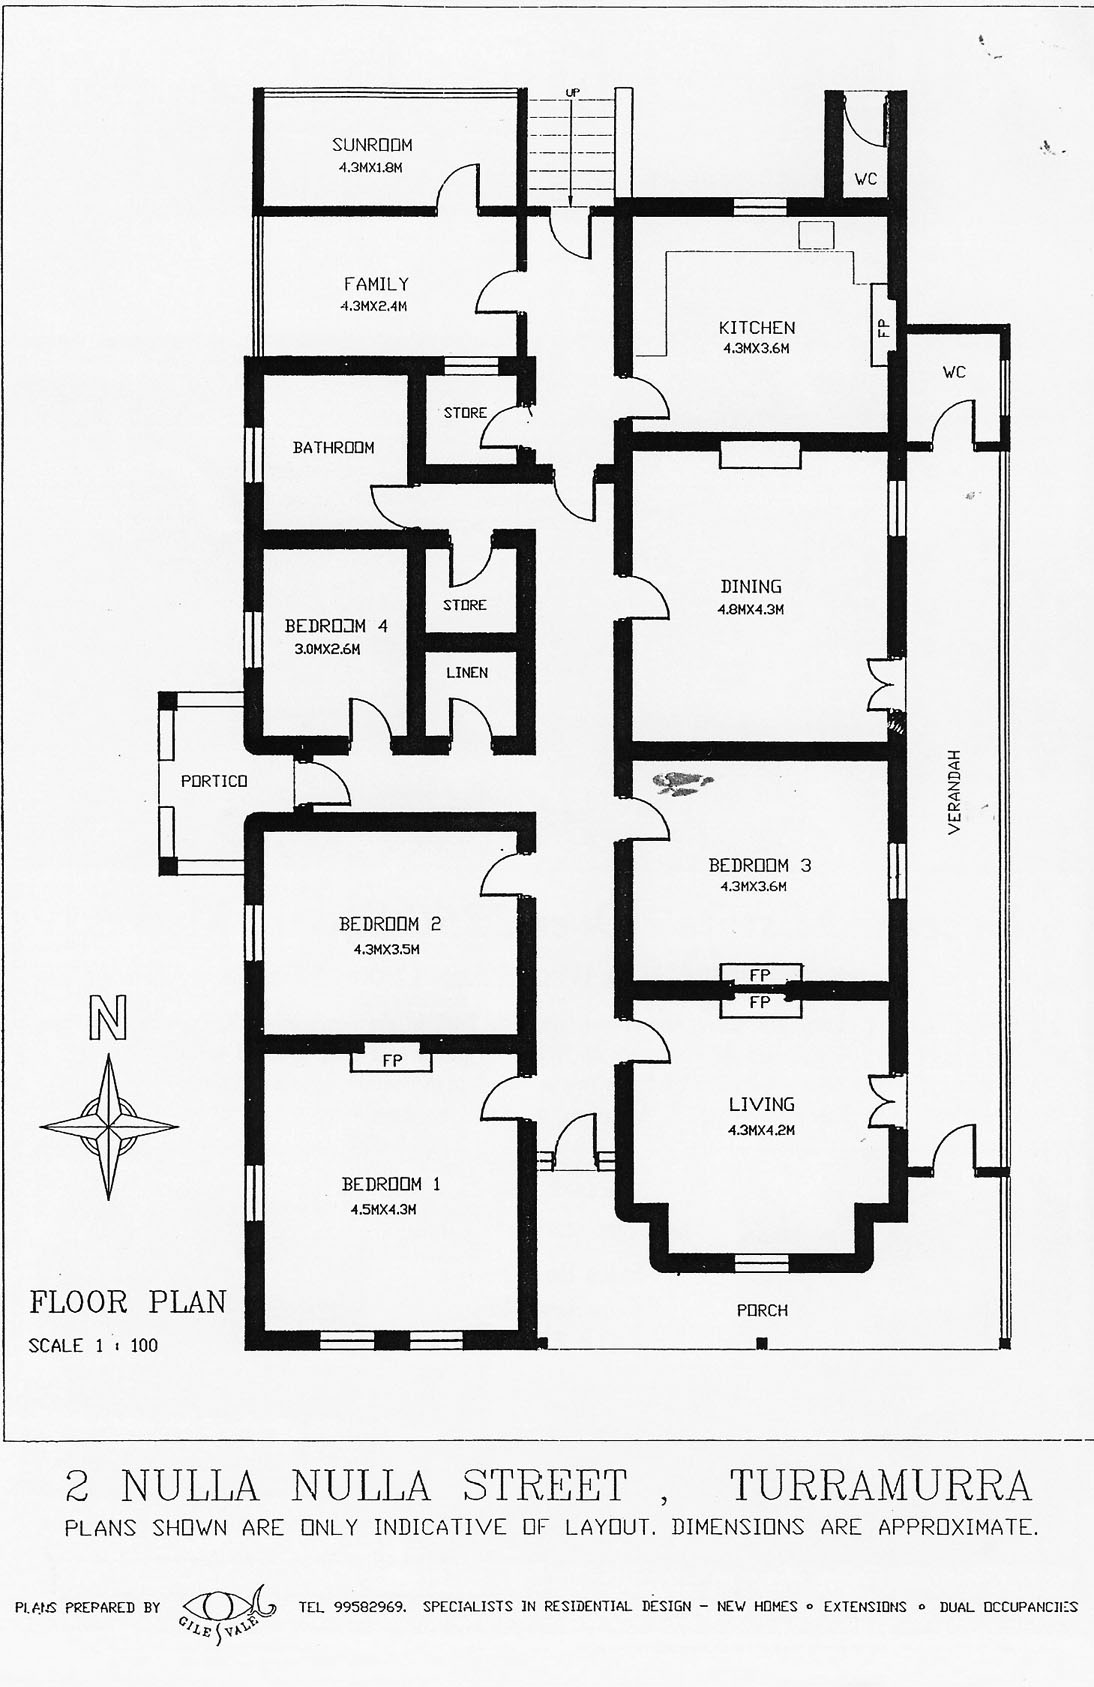 UP
SUNROOM
4.3MX1.8M
WC
FAMILY
4.3MX2.4M
KITCHEN
4.3MX3.6M
FP
WC
STORE
BATHROOM
DINING
4.8MX4.3M
STORE
BEDROOM 4
3.0MX2.6M
LINEN
PORTICO
VERANDAH
BEDROOM 3
4.3MX3.6M
BEDROOM 2
4.3MX3.5M
FP
FP
N
FP
LIVING
4.3MX4.2M
BEDROOM 1
4.5MX4.3M
FLOOR PLAN
PORCH
SCALE 1 : 100
2 NULLA NULLA STREET , TURRAMURRA
PLANS SHOWN ARE ONLY INDICATIVE OF LAYOUT. DIMENSIONS ARE APPROXIMATE.
PLANS PREPARED BY GILES VALE TEL 99582969. SPECIALISTS IN RESIDENTIAL DESIGN - NEW HOMES ∘ EXTENSIONS ∘ DUAL OCCUPANCIES